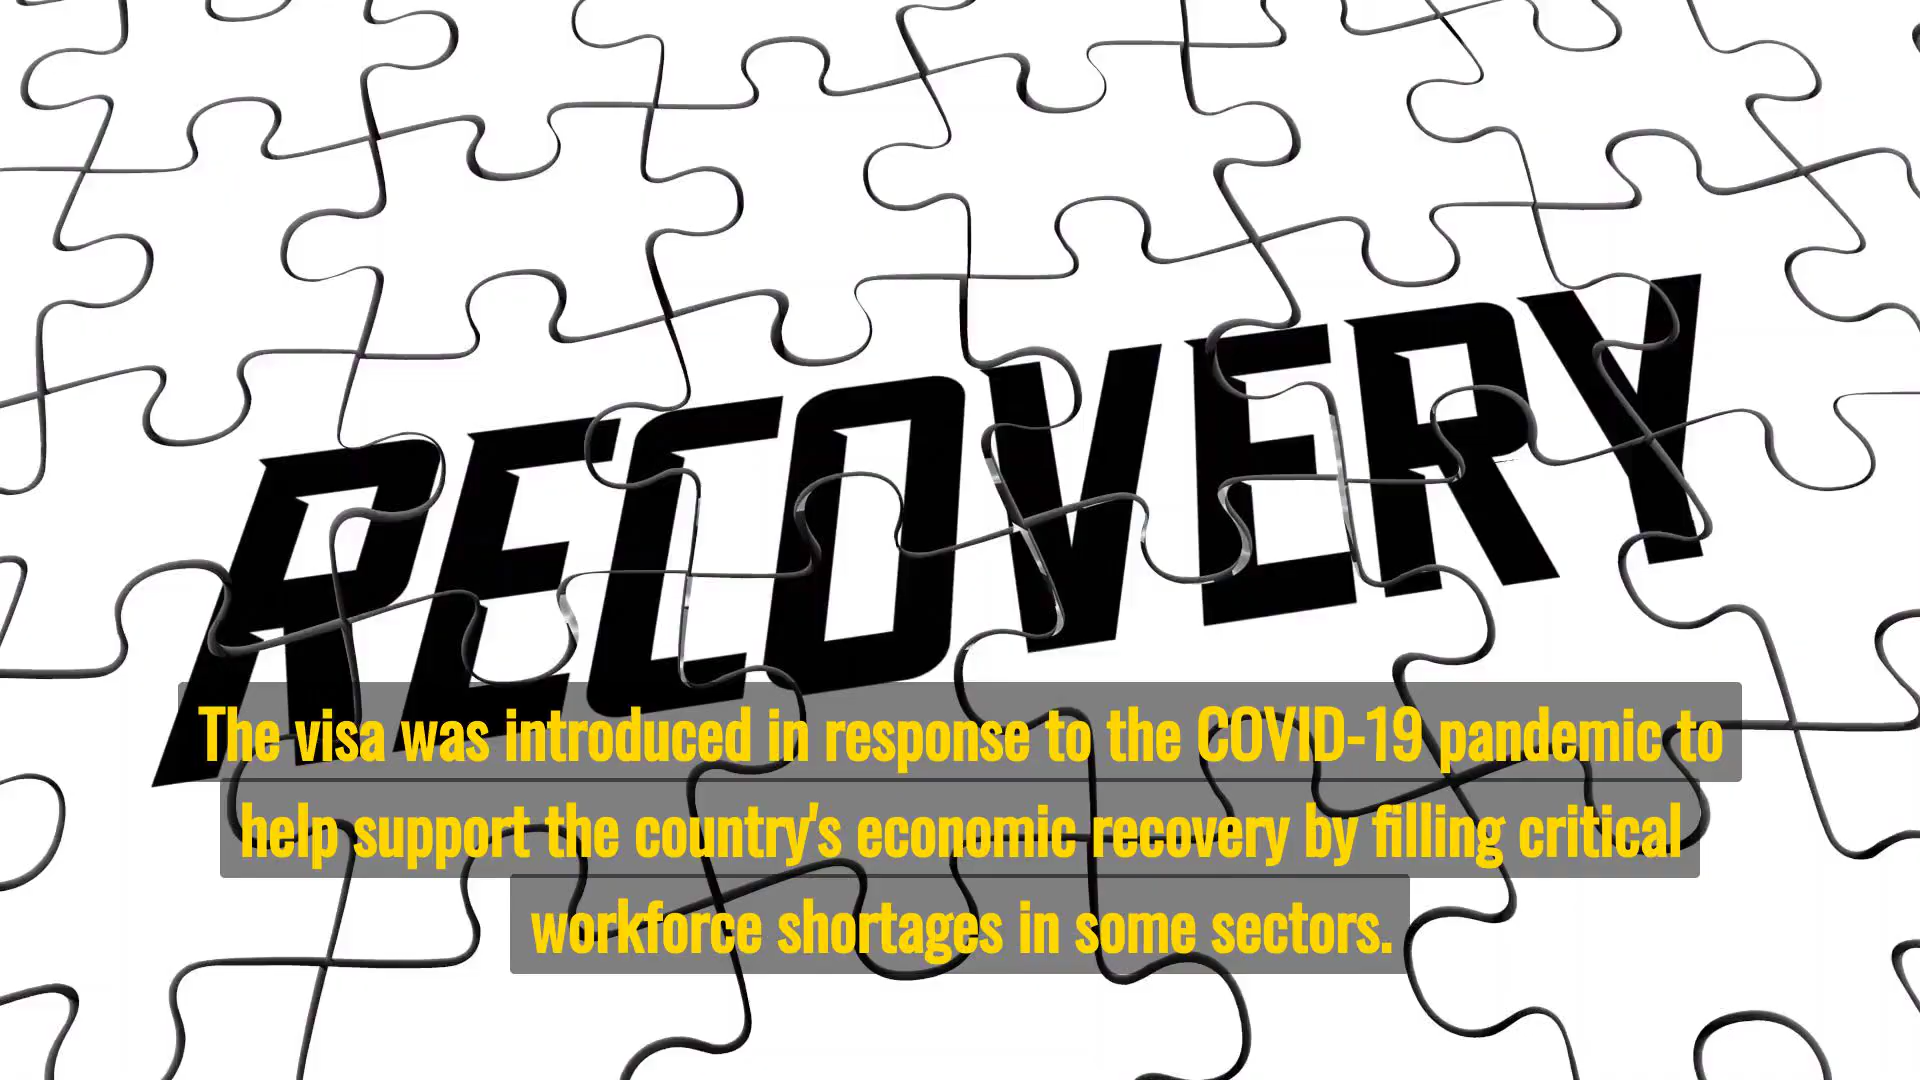 RECOVERY
The visa was introduced in response to the COVID-19 pandemic to
help support the country's economic recovery by filling critical
workforce shortages in some sectors.